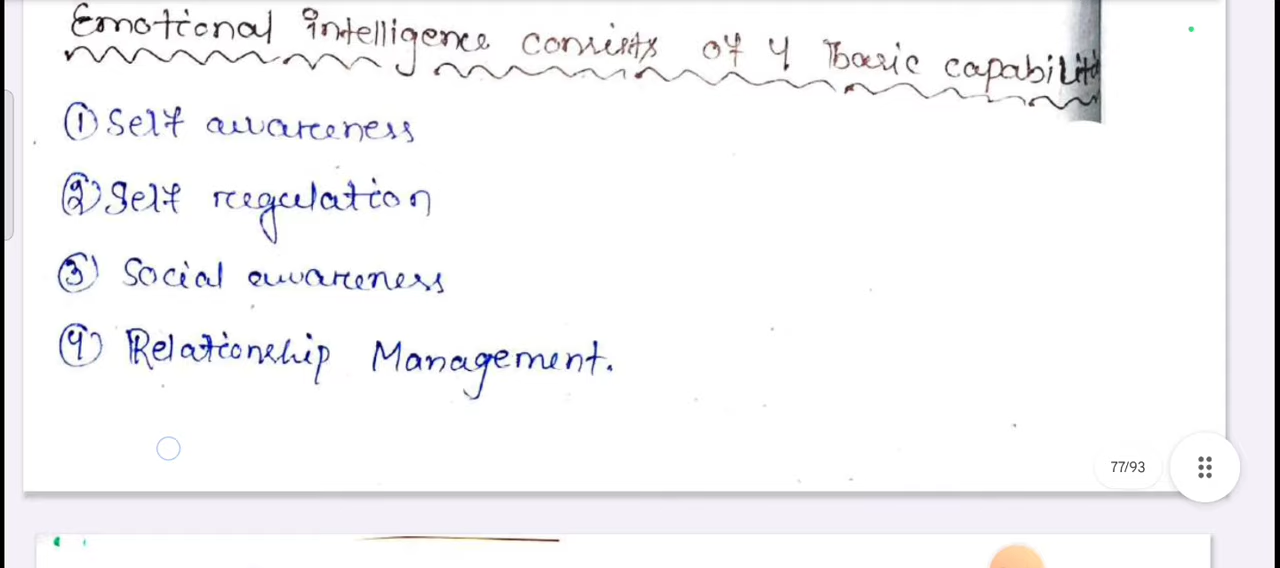 Emotional intelligence consists of 4 Basic capabiliti
① Self awareness
② Self regulation
③ Social awareness
④ Relationship Management.
77/93